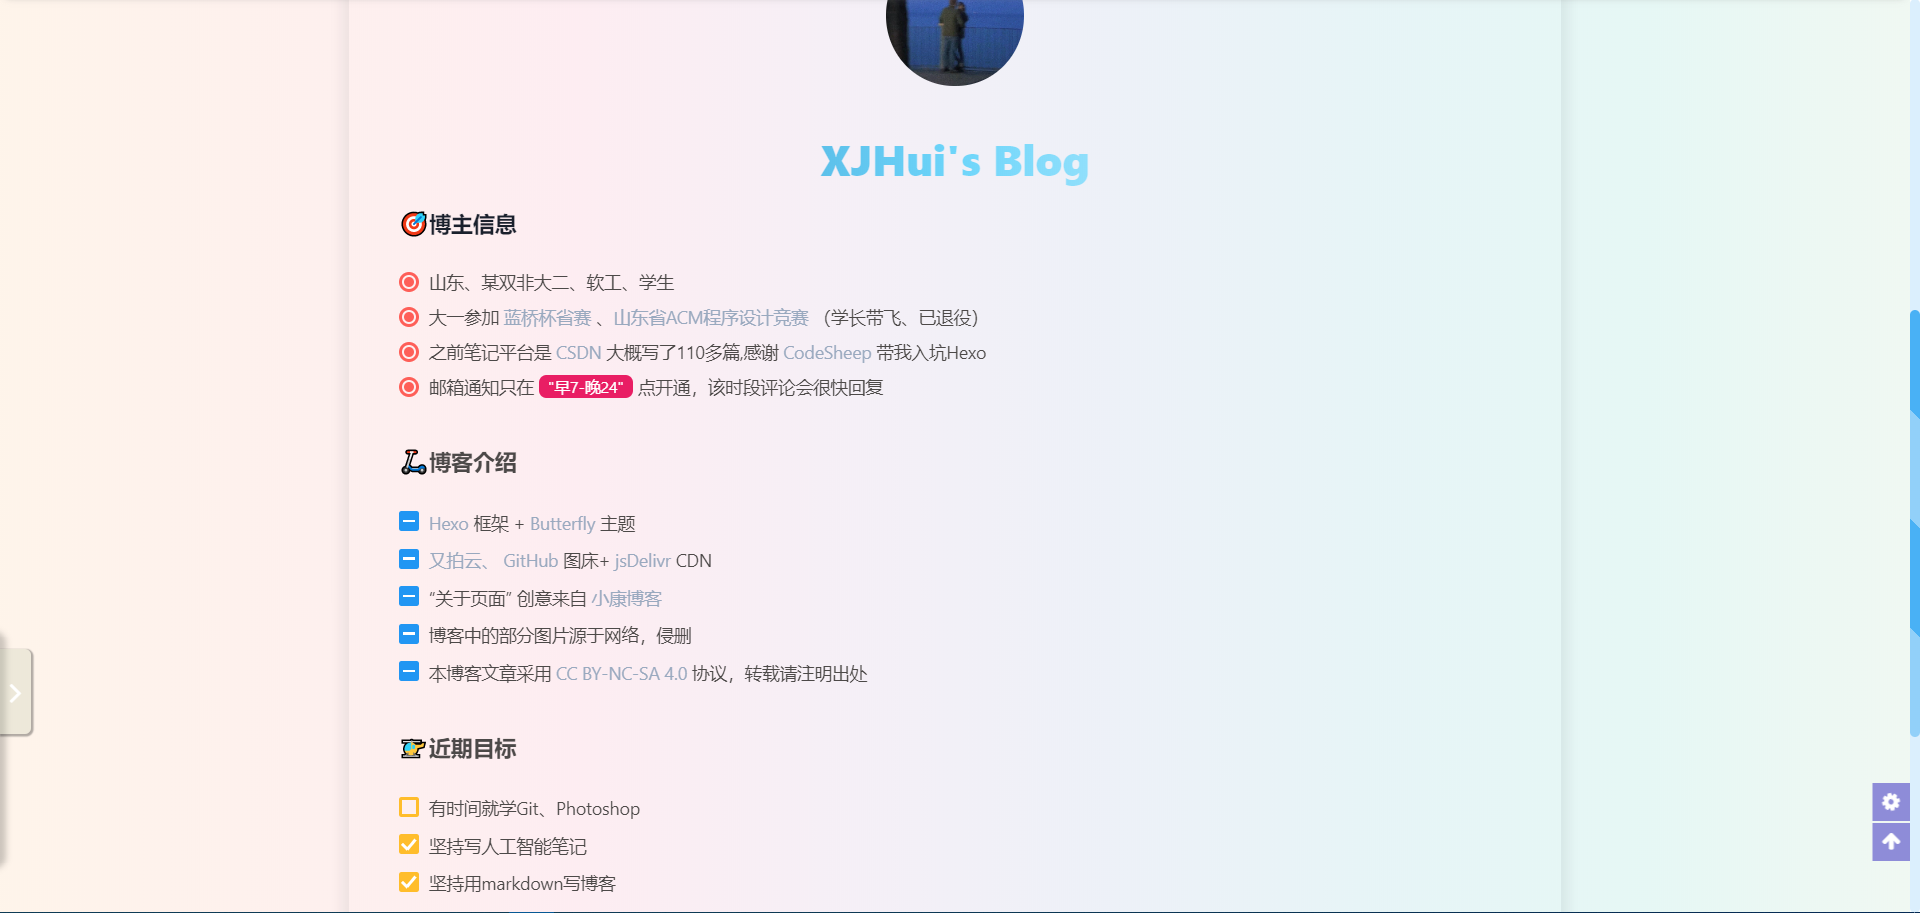 XJHui's Blog
博主信息
山东、某双非大二、软工、学生
大一参加 蓝桥杯省赛 、山东省ACM程序设计竞赛 （学长带飞、已退役）
之前笔记平台是 CSDN 大概写了110多篇,感谢 CodeSheep 带我入坑Hexo
邮箱通知只在 "早7-晚24" 点开通，该时段评论会很快回复
博客介绍
Hexo 框架 + Butterfly 主题
又拍云、 GitHub 图床+ jsDelivr CDN
“关于页面” 创意来自 小康博客
博客中的部分图片源于网络，侵删
本博客文章采用 CC BY-NC-SA 4.0 协议，转载请注明出处
近期目标
有时间就学Git、Photoshop
坚持写人工智能笔记
坚持用markdown写博客